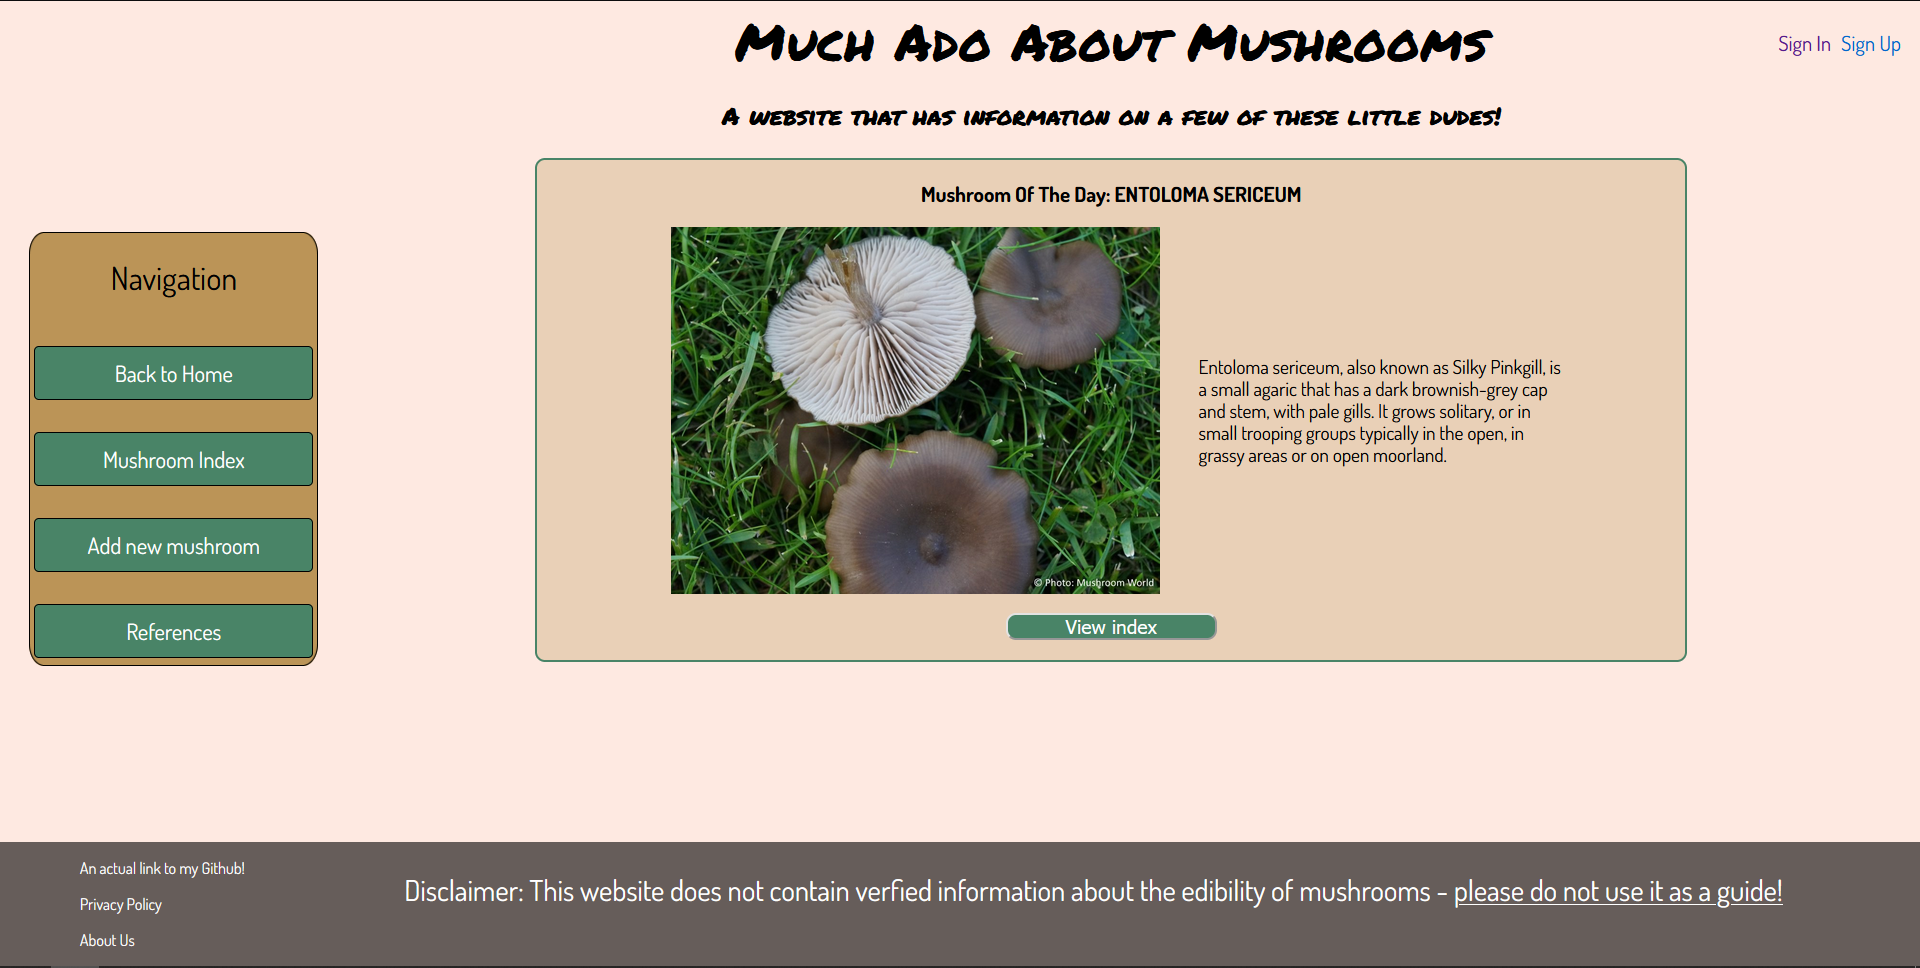 Much Ado About Mushrooms
Sign In Sign Up
A website that has information on a few of these little dudes!
Mushroom Of The Day: ENTOLOMA SERICEUM
Navigation
Back to Home
Mushroom Index
Add new mushroom
References
Entoloma sericeum, also known as Silky Pinkgill, is
a small agaric that has a dark brownish-grey cap
and stem, with pale gills. It grows solitary, or in
small trooping groups typically in the open, in
grassy areas or on open moorland.
© Photo: Mushroom World
View index
An actual link to my Github!
Privacy Policy
About Us
Disclaimer: This website does not contain verfied information about the edibility of mushrooms - please do not use it as a guide!